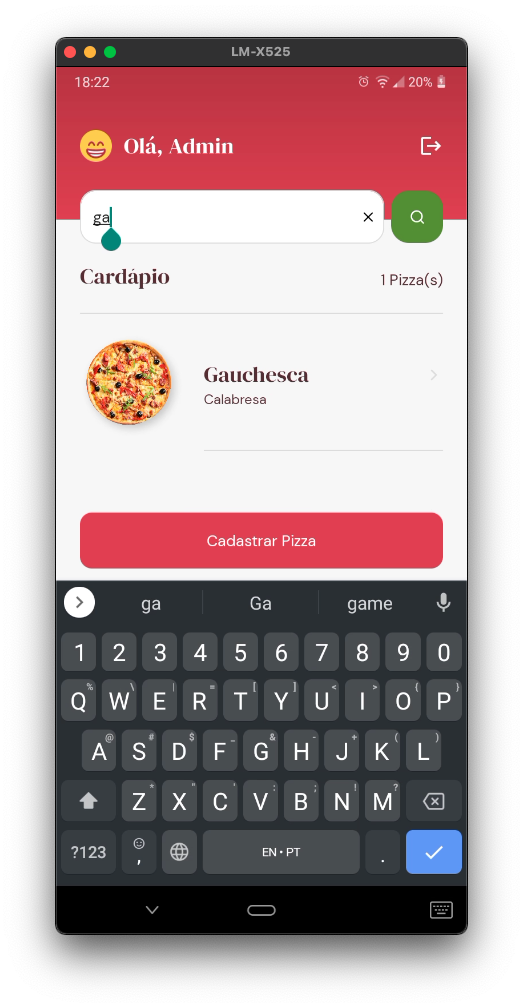 LM-X525
18:22
20%
Olá, Admin
ga
Cardápio
1 Pizza(s)
Gauchesca
Calabresa
Cadastrar Pizza
ga Ga game
1 2 3 4 5 6 7 8 9 0
% \ | = [ ] < > { }
Q W E R T Y U I O P
@ # $ _ & - + ( )
A S D F G H J K L
* " ' : ; ! ?
Z X C V B N M
?123 , EN • PT .